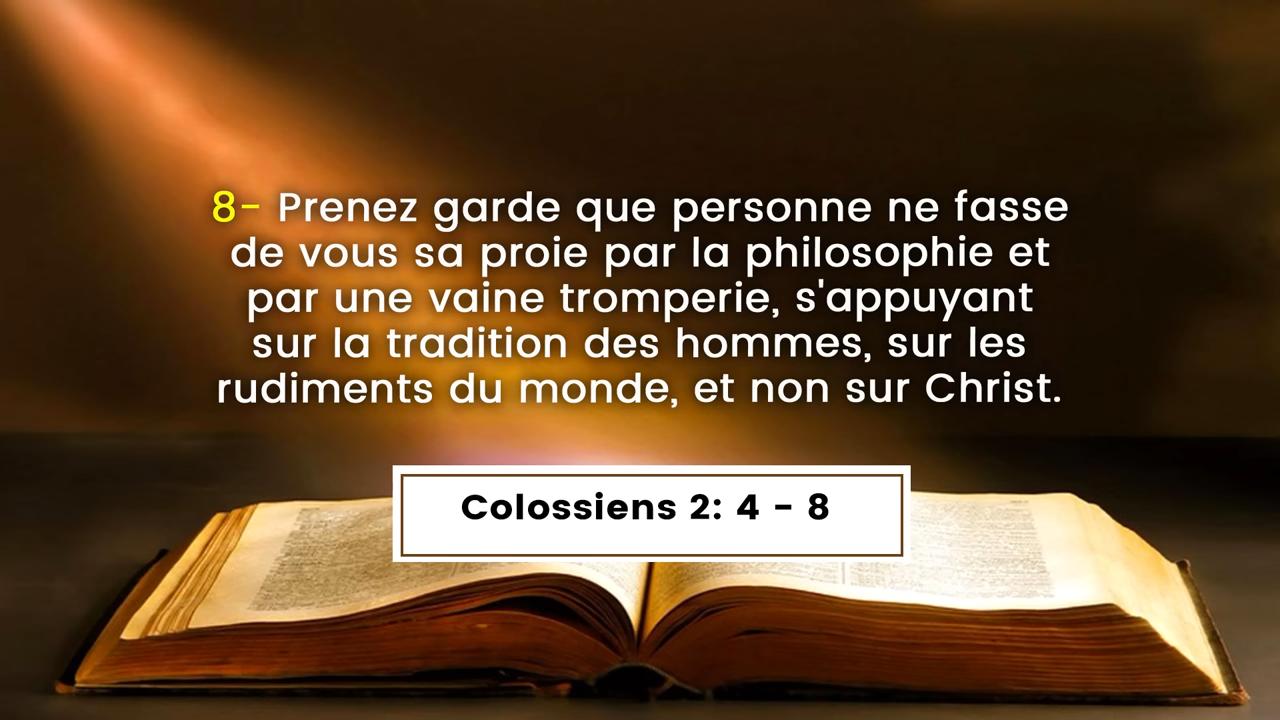 8- Prenez garde que personne ne fasse
de vous sa proie par la philosophie et
par une vaine tromperie, s'appuyant
sur la tradition des hommes, sur les
rudiments du monde, et non sur Christ.
Colossiens 2: 4 - 8